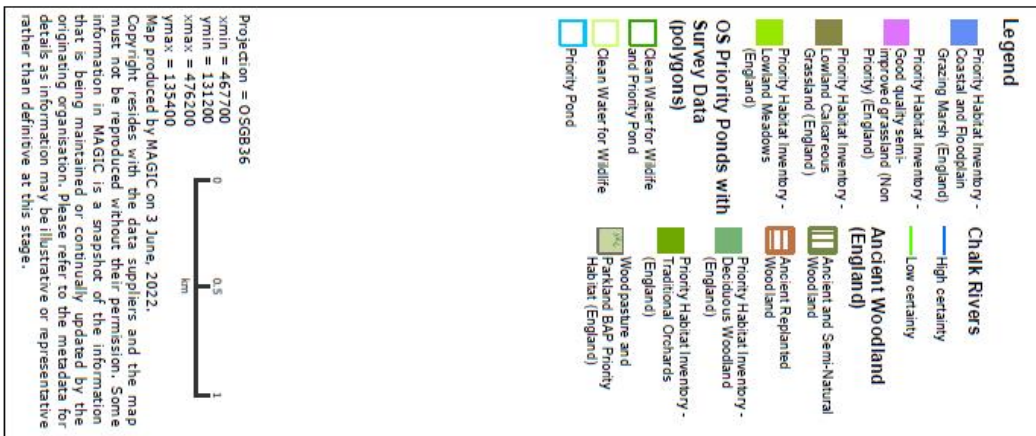 Legend
Priority Habitat Inventory -
Coastal and Floodplain
Grazing Marsh (England)
Priority Habitat Inventory -
Good quality semi-
improved grassland (Non
Priority) (England)
Priority Habitat Inventory -
Lowland Calcareous
Grassland (England)
Priority Habitat Inventory -
Lowland Meadows
(England)
OS Priority Ponds with
Survey Data
(polygons)
Clean Water for Wildlife
and Priority Pond
Clean Water for Wildlife
Priority Pond
Chalk Rivers
High certainty
Low certainty
Ancient Woodland
(England)
Ancient and Semi-Natural
Woodland
Ancient Replanted
Woodland
Priority Habitat Inventory -
Deciduous Woodland
(England)
Priority Habitat Inventory -
Traditional Orchards
(England)
Woodpasture and
Parkland BAP Priority
Habitat (England)
Projection = OSGB36
xmin = 467700
ymin = 131200
xmax = 476200
ymax = 135400
0 0.5 1
km
Map produced by MAGIC on 3 June, 2022.
Copyright resides with the data suppliers and the map
must not be reproduced without their permission. Some
information in MAGIC is a snapshot of the information
that is being maintained or continually updated by the
originating organisation. Please refer to the metadata for
details as information may be illustrative or representative
rather than definitive at this stage.